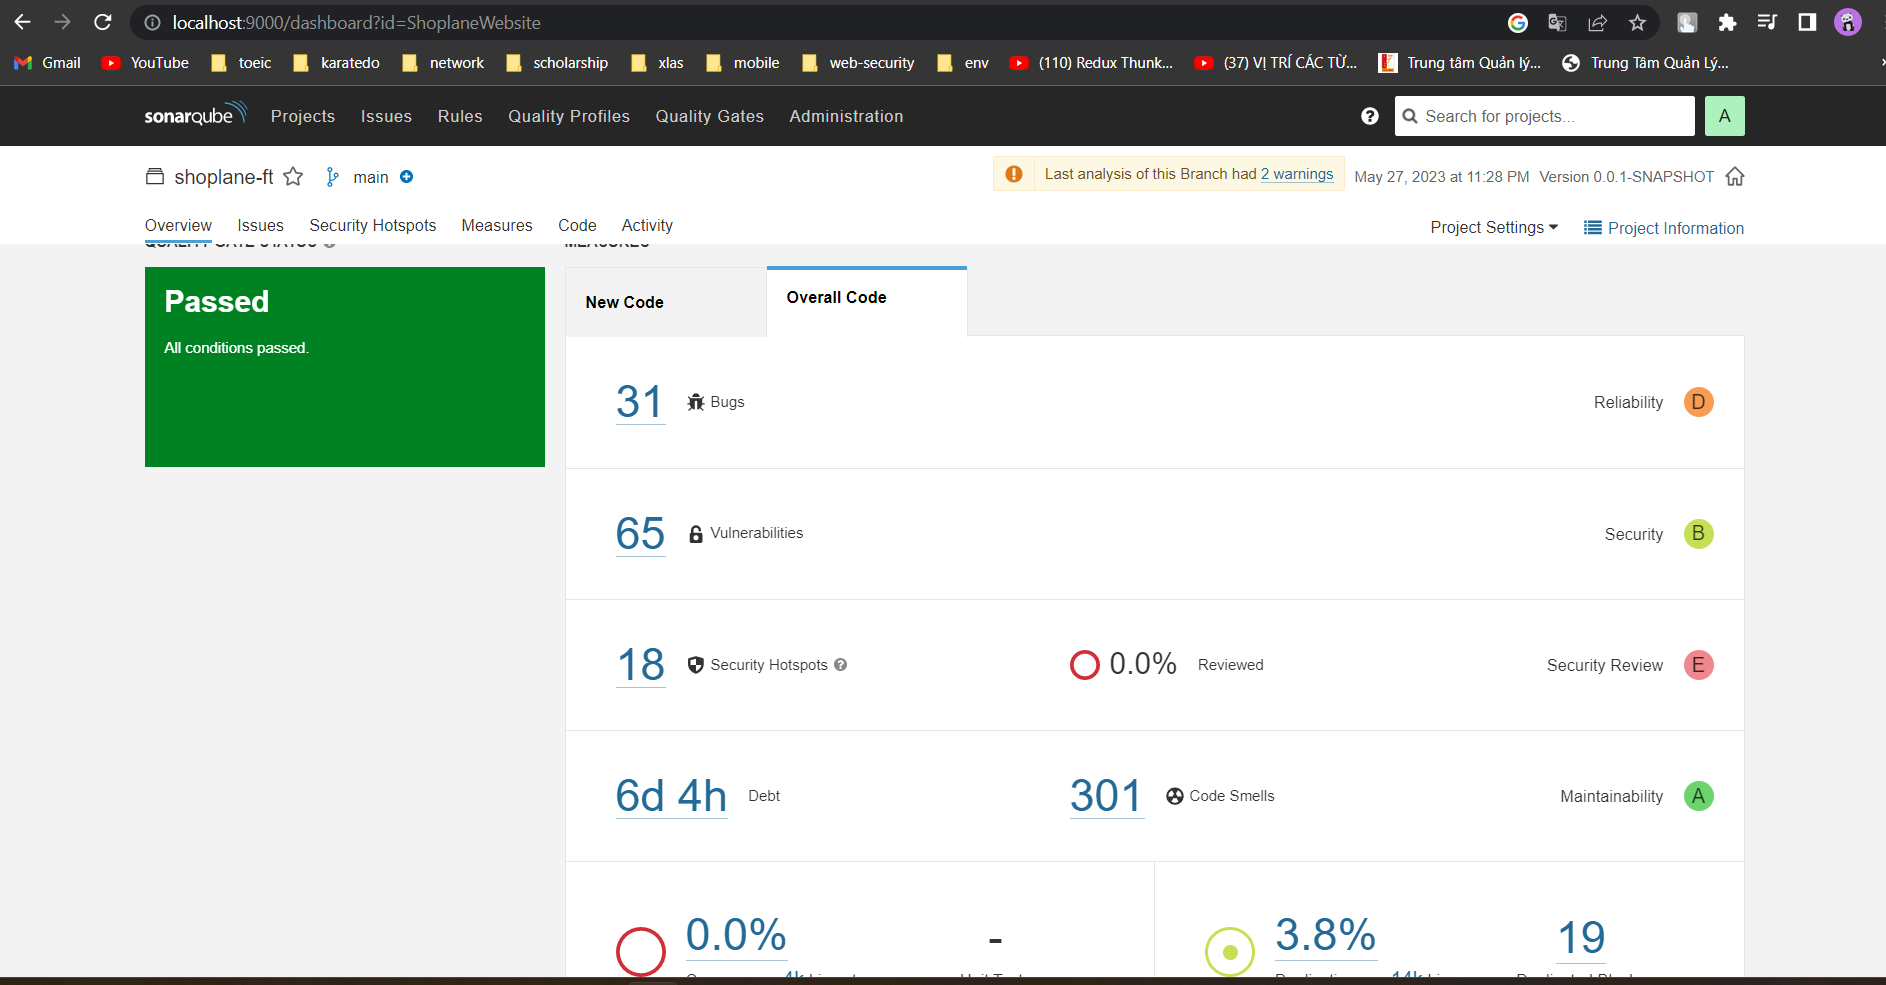 localhost:9000/dashboard?id=ShoplaneWebsite
Gmail YouTube toeic karatedo network scholarship xlas mobile web-security env (110) Redux Thunk... (37) VỊ TRÍ CÁC TỪ... Trung tâm Quản lý... Trung Tâm Quản Lý...
sonarqube Projects Issues Rules Quality Profiles Quality Gates Administration Search for projects... A
shoplane-ft main Last analysis of this Branch had 2 warnings May 27, 2023 at 11:28 PM Version 0.0.1-SNAPSHOT
Overview Issues Security Hotspots Measures Code Activity Project Settings Project Information
QUALITY GATE STATUS MEASURES
Passed
All conditions passed.
New Code Overall Code
31 Bugs Reliability D
65 Vulnerabilities Security B
18 Security Hotspots 0.0% Reviewed Security Review E
6d 4h Debt 301 Code Smells Maintainability A
0.0% - 3.8% 19